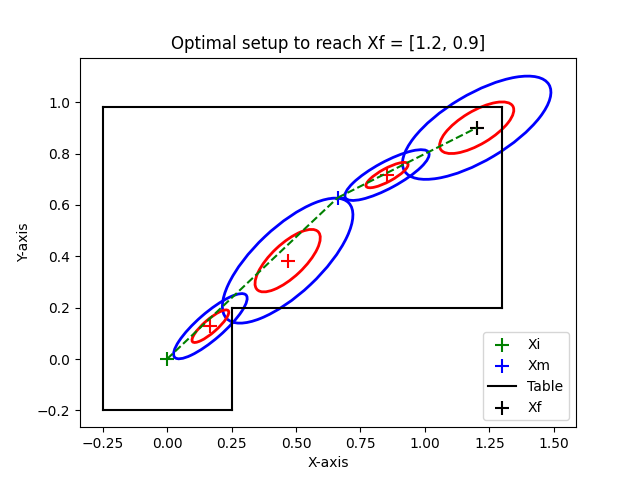 Optimal setup to reach Xf = [1.2, 0.9]
Y-axis
1.0
0.8
0.6
0.4
0.2
0.0
−0.2
−0.25
0.00
0.25
0.50
0.75
1.00
1.25
1.50
X-axis
Xi
Xm
Table
Xf